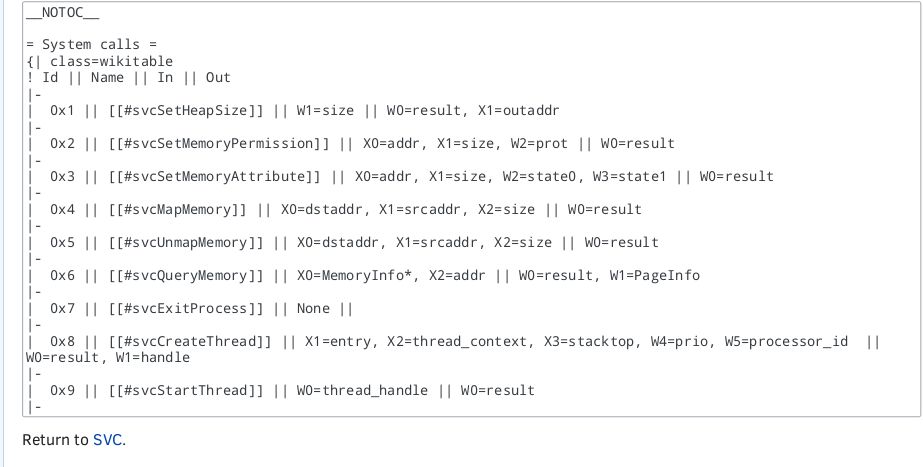 __NOTOC__
= System calls =
{| class=wikitable
! Id || Name || In || Out
|-
|  0x1 || [[#svcSetHeapSize]] || W1=size || W0=result, X1=outaddr
|-
|  0x2 || [[#svcSetMemoryPermission]] || X0=addr, X1=size, W2=prot || W0=result
|-
|  0x3 || [[#svcSetMemoryAttribute]] || X0=addr, X1=size, W2=state0, W3=state1 || W0=result
|-
|  0x4 || [[#svcMapMemory]] || X0=dstaddr, X1=srcaddr, X2=size || W0=result
|-
|  0x5 || [[#svcUnmapMemory]] || X0=dstaddr, X1=srcaddr, X2=size || W0=result
|-
|  0x6 || [[#svcQueryMemory]] || X0=MemoryInfo*, X2=addr || W0=result, W1=PageInfo
|-
|  0x7 || [[#svcExitProcess]] || None ||
|-
|  0x8 || [[#svcCreateThread]] || X1=entry, X2=thread_context, X3=stacktop, W4=prio, W5=processor_id  ||
W0=result, W1=handle
|-
|  0x9 || [[#svcStartThread]] || W0=thread_handle || W0=result
|-
Return to SVC.